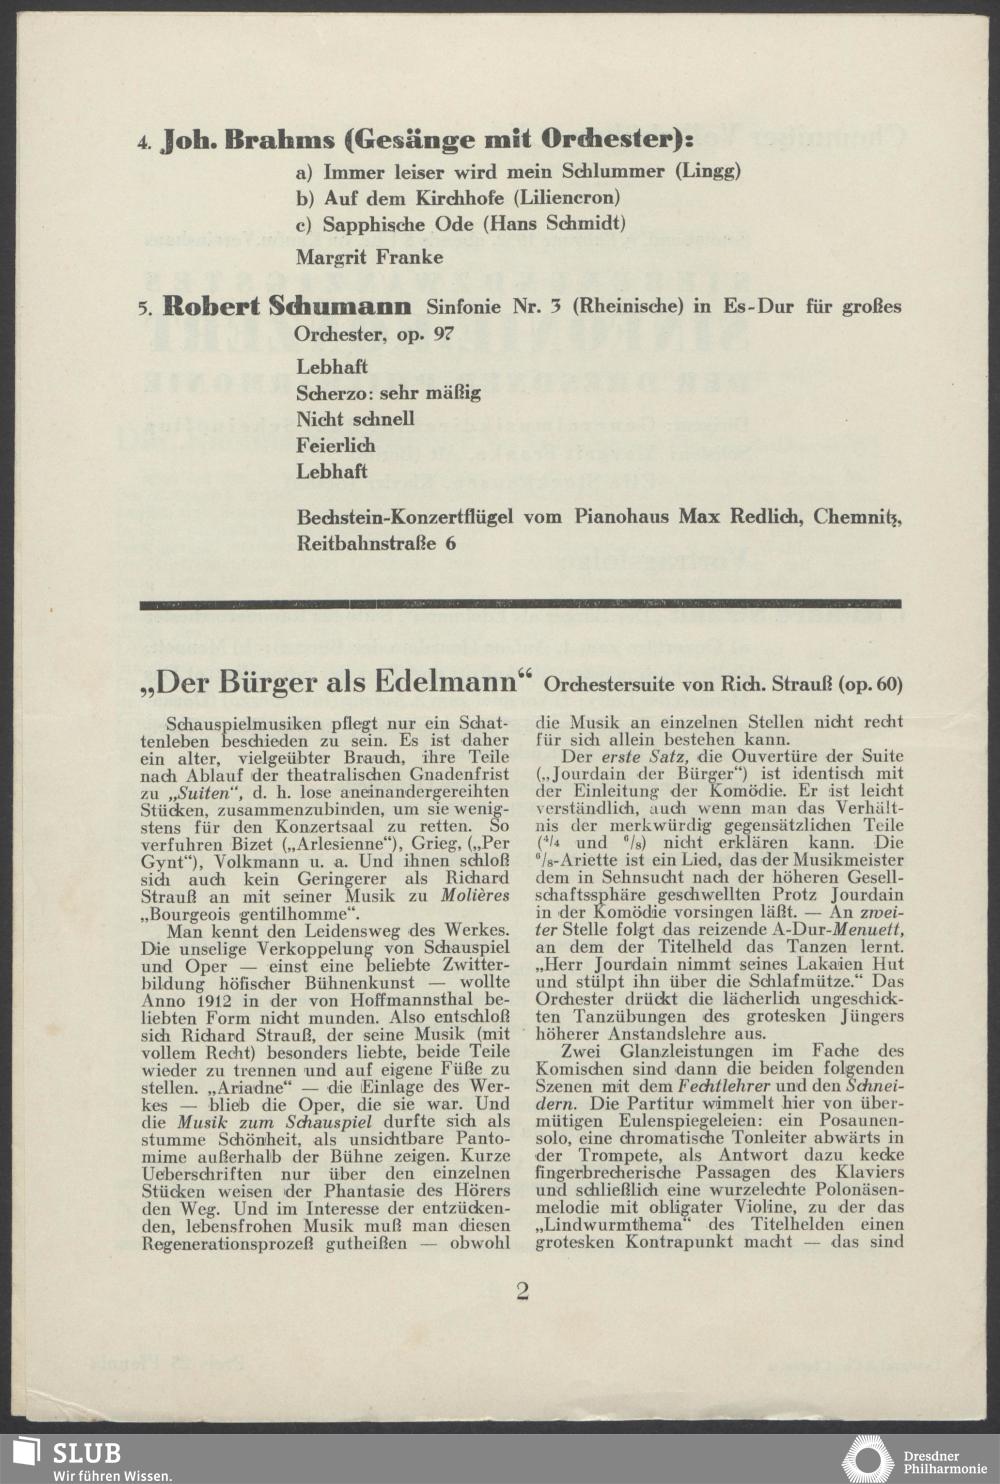 4. Joh. Brahms (Gesänge mit Orchester):
a) Immer leiser wird mein Schlummer (Lingg)
b) Auf dem Kirchhofe (Liliencron)
c) Sapphische Ode (Hans Schmidt)
Margrit Franke
5. Robert Schumann Sinfonie Nr. 3 (Rheinische) in Es-Dur für großes
Orchester, op. 97
Lebhaft
Scherzo: sehr mäßig
Nicht schnell
Feierlich
Lebhaft
Bechstein-Konzertflügel vom Pianohaus Max Redlich, Chemnitz,
Reitbahnstraße 6
„Der Bürger als Edelmann“ Orchestersuite von Rich. Strauß (op. 60)
Schauspielmusiken pflegt nur ein Schat-
tenleben beschieden zu sein. Es ist daher
ein alter, vielgeübter Brauch, ihre Teile
nach Ablauf der theatralischen Gnadenfrist
zu „Suiten“, d. h. lose aneinandergereihten
Stücken, zusammenzubinden, um sie wenig-
stens für den Konzertsaal zu retten. So
verfuhren Bizet („Arlesienne“), Grieg, („Per
Gynt“), Volkmann u. a. Und ihnen schloß
sich auch kein Geringerer als Richard
Strauß an mit seiner Musik zu Molières
„Bourgeois gentilhomme“.
Man kennt den Leidensweg des Werkes.
Die unselige Verkoppelung von Schauspiel
und Oper — einst eine beliebte Zwitter-
bildung höfischer Bühnenkunst — wollte
Anno 1912 in der von Hoffmannsthal be-
liebten Form nicht munden. Also entschloß
sich Richard Strauß, der seine Musik (mit
vollem Recht) besonders liebte, beide Teile
wieder zu trennen und auf eigene Füße zu
stellen. „Ariadne“ — die Einlage des Wer-
kes — blieb die Oper, die sie war. Und
die Musik zum Schauspiel durfte sich als
stumme Schönheit, als unsichtbare Panto-
mime außerhalb der Bühne zeigen. Kurze
Ueberschriften nur über den einzelnen
Stücken weisen der Phantasie des Hörers
den Weg. Und im Interesse der entzücken-
den, lebensfrohen Musik muß man diesen
Regenerationsprozeß gutheißen — obwohl
die Musik an einzelnen Stellen nicht recht
für sich allein bestehen kann.
Der erste Satz, die Ouvertüre der Suite
(„Jourdain der Bürger“) ist identisch mit
der Einleitung der Komödie. Er ist leicht
verständlich, auch wenn man das Verhält-
nis der merkwürdig gegensätzlichen Teile
(4/4 und 6/8) nicht erklären kann. Die
6/8-Ariette ist ein Lied, das der Musikmeister
dem in Sehnsucht nach der höheren Gesell-
schaftssphäre geschwellten Protz Jourdain
in der Komödie vorsingen läßt. — An zwei-
ter Stelle folgt das reizende A-Dur-Menuett,
an dem der Titelheld das Tanzen lernt.
„Herr Jourdain nimmt seines Lakaien Hut
und stülpt ihn über die Schlafmütze.“ Das
Orchester drückt die lächerlich ungeschick-
ten Tanzübungen des grotesken Jüngers
höherer Anstandslehre aus.
Zwei Glanzleistungen im Fache des
Komischen sind dann die beiden folgenden
Szenen mit dem Fechtlehrer und den Schnei-
dern. Die Partitur wimmelt hier von über-
mütigen Eulenspiegeleien: ein Posaunen-
solo, eine chromatische Tonleiter abwärts in
der Trompete, als Antwort dazu kecke
fingerbrecherische Passagen des Klaviers
und schließlich eine wurzelechte Polonäsen-
melodie mit obligater Violine, zu der das
„Lindwurmthema“ des Titelhelden einen
grotesken Kontrapunkt macht — das sind
2
SLUB
Wir führen Wissen.
Dresdner
Philharmonie